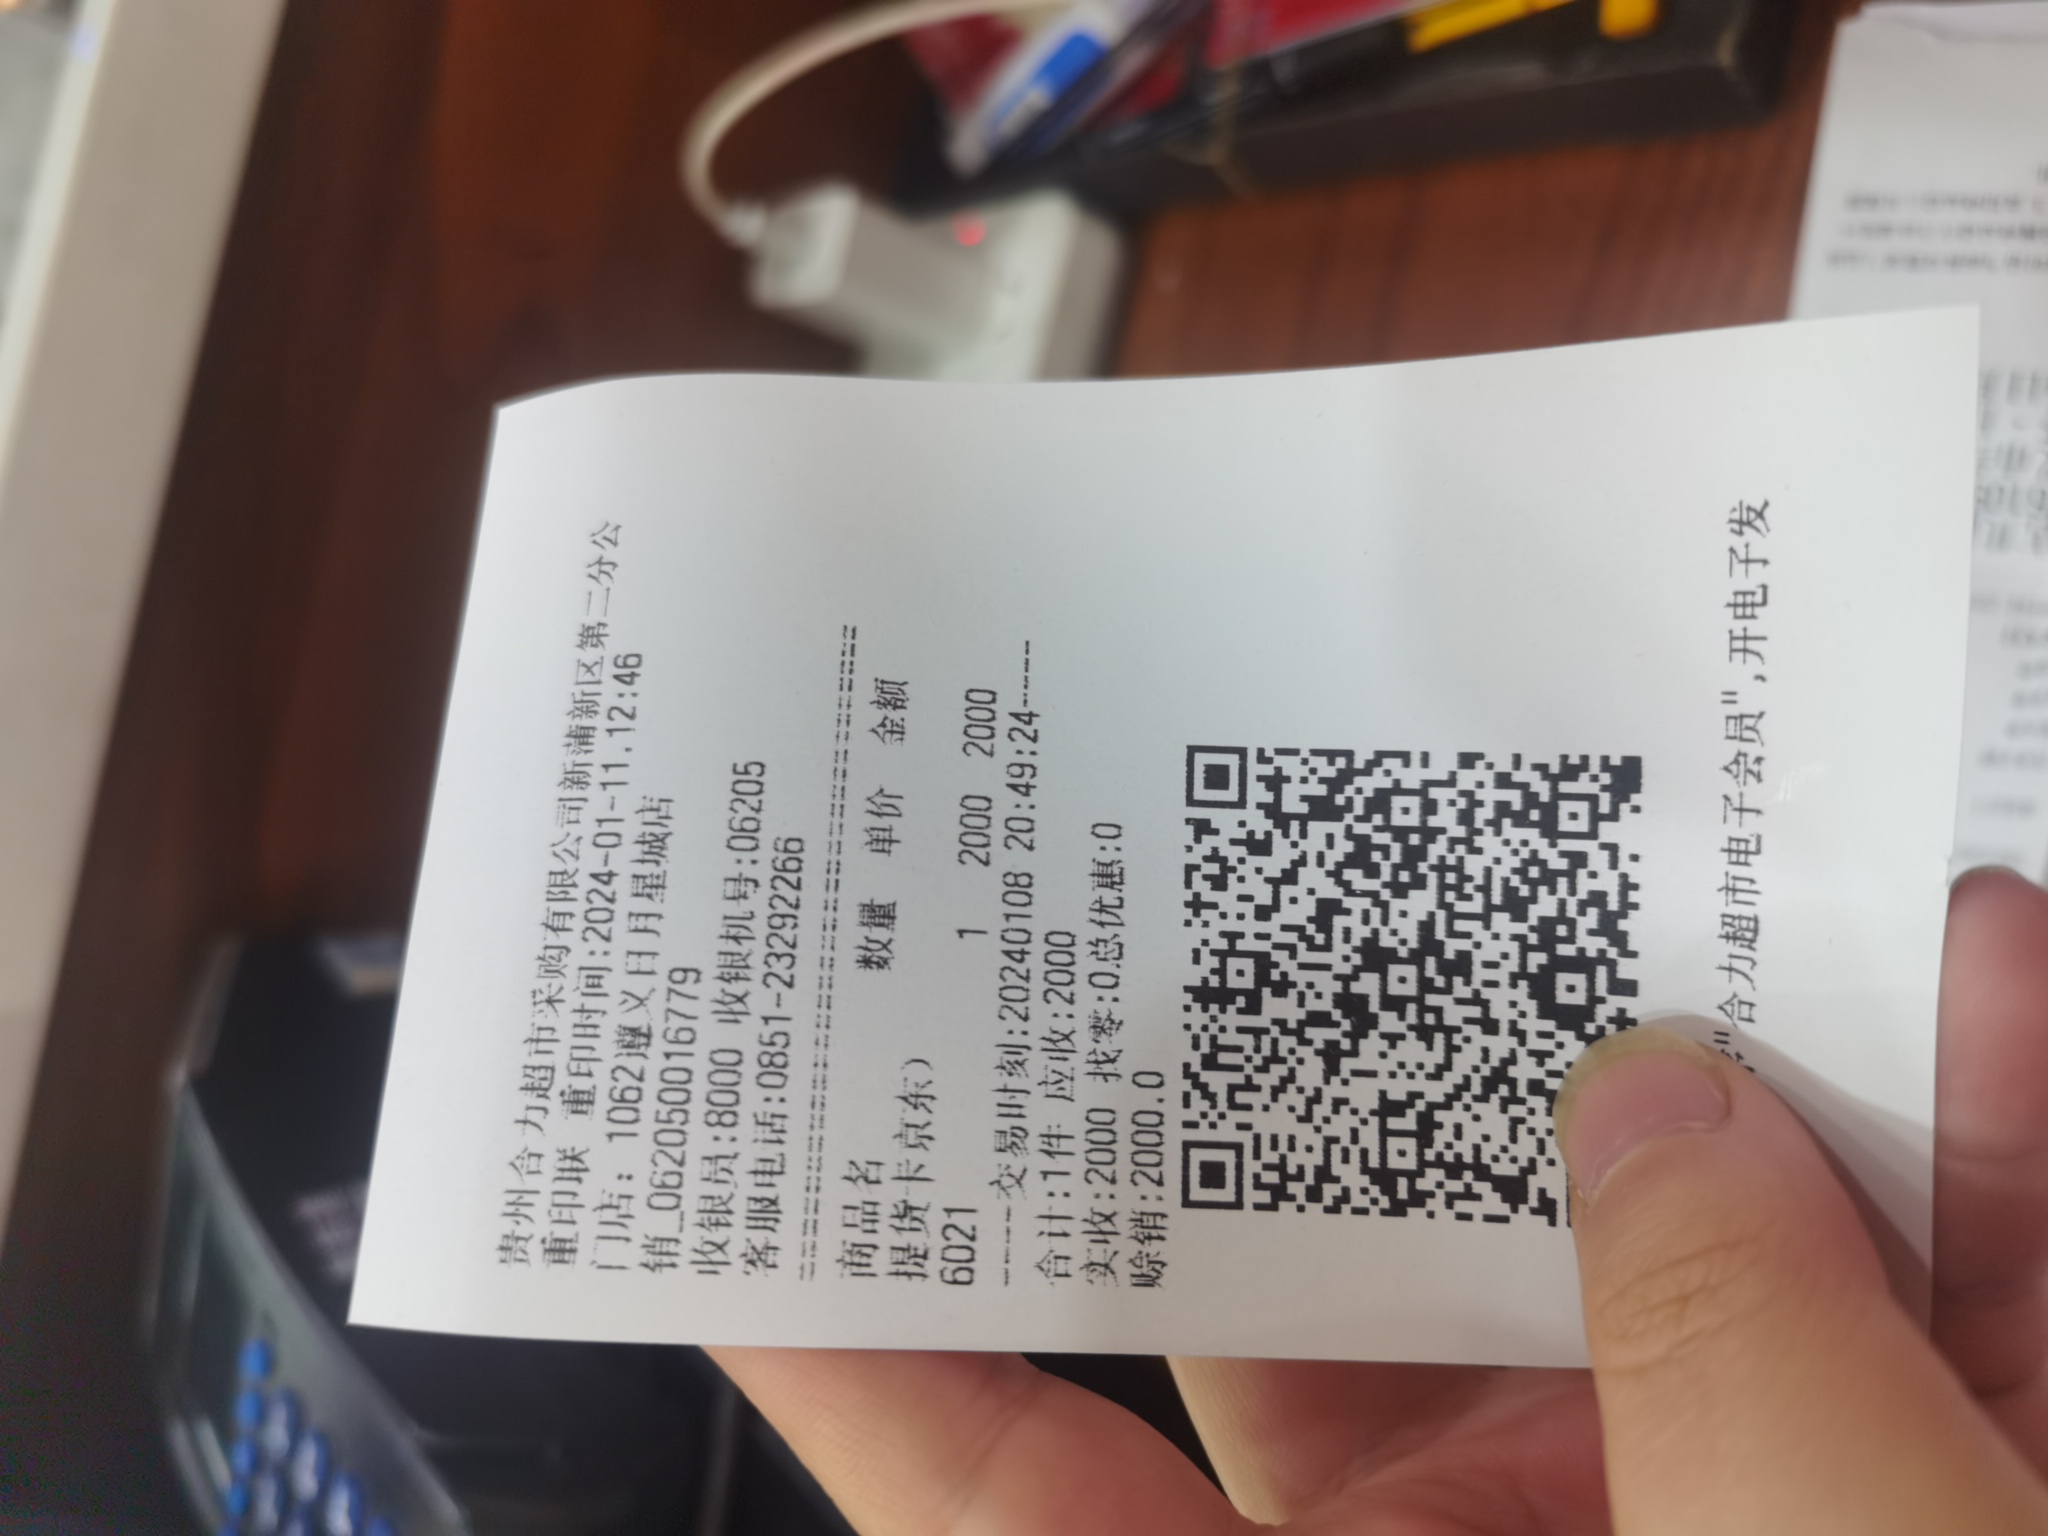 贵州合力超市采购有限公司新蒲新区第二分公
重印联 重印时间:2024-01-11.12:46
门店: 1062遵义日月星城店
销_0620500016779
收银员:8000 收银机号:06205
客服电话:0851-23292266
商品名 数量 单价 金额
提货卡京东)
6021 1 2000 2000
-----交易时刻:20240108 20:49:24-----
合计:1件 应收:2000
实收:2000 找零:0总优惠:0
赊销:2000.0
"合力超市电子会员",开电子发